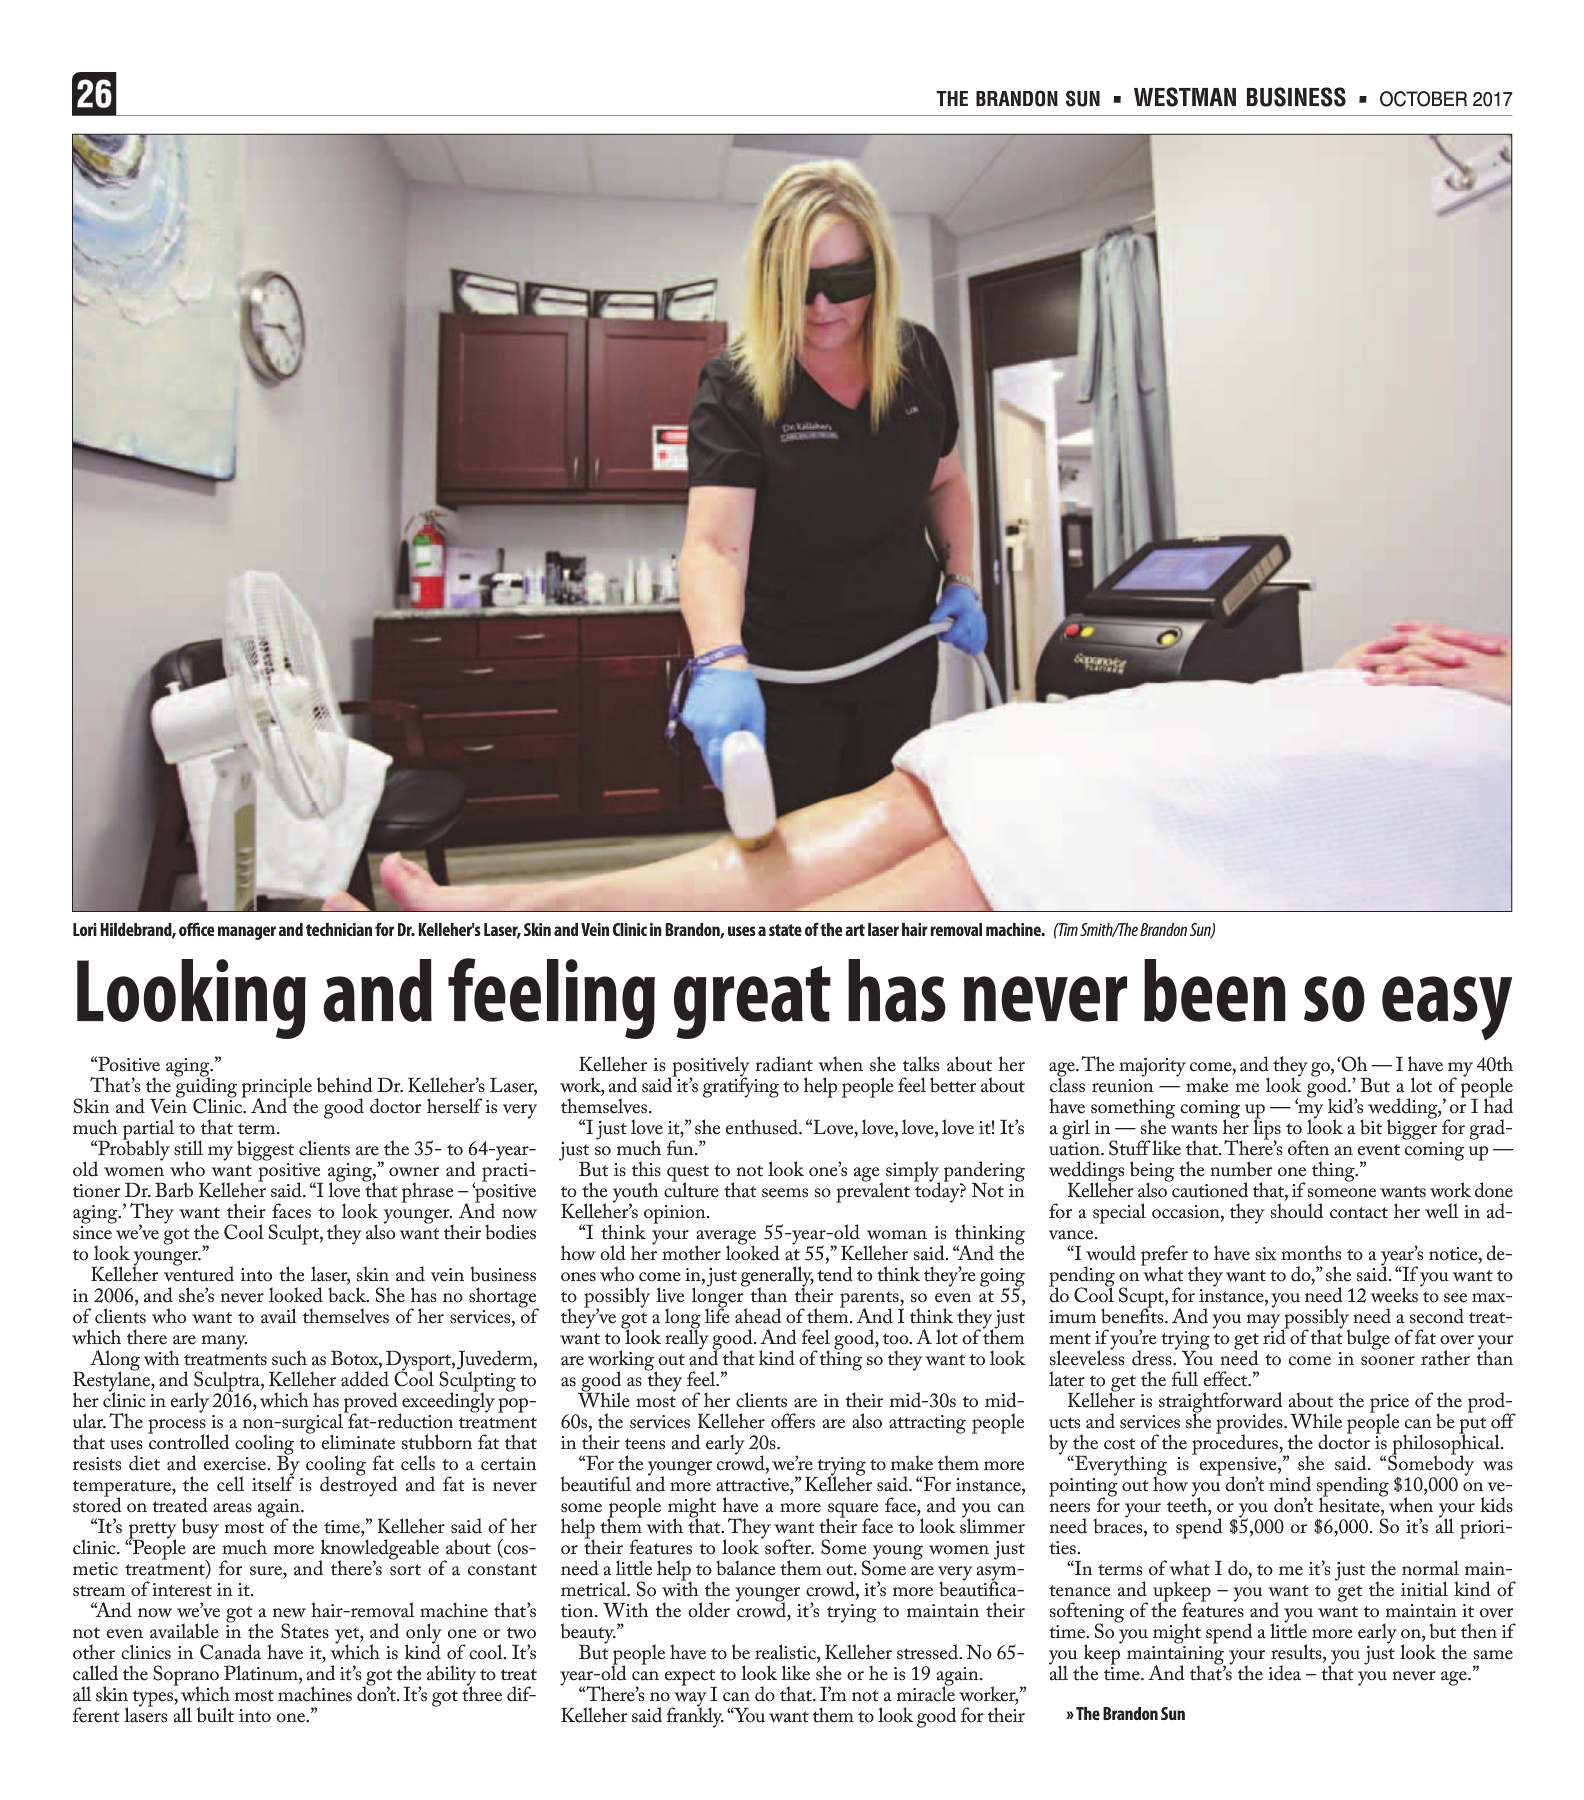 26
THE BRANDON SUN ▪ WESTMAN BUSINESS ▪ OCTOBER 2017
Dr. Kelleher's
Soprano Ice
PLATINUM
Lori Hildebrand, office manager and technician for Dr. Kelleher's Laser, Skin and Vein Clinic in Brandon, uses a state of the art laser hair removal machine. (Tim Smith/The Brandon Sun)
Looking and feeling great has never been so easy
“Positive aging.”
That’s the guiding principle behind Dr. Kelleher’s Laser,
Skin and Vein Clinic. And the good doctor herself is very
much partial to that term.
“Probably still my biggest clients are the 35- to 64-year-
old women who want positive aging,” owner and practi-
tioner Dr. Barb Kelleher said. “I love that phrase – ‘positive
aging.’ They want their faces to look younger. And now
since we’ve got the Cool Sculpt, they also want their bodies
to look younger.”
Kelleher ventured into the laser, skin and vein business
in 2006, and she’s never looked back. She has no shortage
of clients who want to avail themselves of her services, of
which there are many.
Along with treatments such as Botox, Dysport, Juvederm,
Restylane, and Sculptra, Kelleher added Cool Sculpting to
her clinic in early 2016, which has proved exceedingly pop-
ular. The process is a non-surgical fat-reduction treatment
that uses controlled cooling to eliminate stubborn fat that
resists diet and exercise. By cooling fat cells to a certain
temperature, the cell itself is destroyed and fat is never
stored on treated areas again.
“It’s pretty busy most of the time,” Kelleher said of her
clinic. “People are much more knowledgeable about (cos-
metic treatment) for sure, and there’s sort of a constant
stream of interest in it.
“And now we’ve got a new hair-removal machine that’s
not even available in the States yet, and only one or two
other clinics in Canada have it, which is kind of cool. It’s
called the Soprano Platinum, and it’s got the ability to treat
all skin types, which most machines don’t. It’s got three dif-
ferent lasers all built into one.”
Kelleher is positively radiant when she talks about her
work, and said it’s gratifying to help people feel better about
themselves.
“I just love it,” she enthused. “Love, love, love, love it! It’s
just so much fun.”
But is this quest to not look one’s age simply pandering
to the youth culture that seems so prevalent today? Not in
Kelleher’s opinion.
“I think your average 55-year-old woman is thinking
how old her mother looked at 55,” Kelleher said. “And the
ones who come in, just generally, tend to think they’re going
to possibly live longer than their parents, so even at 55,
they’ve got a long life ahead of them. And I think they just
want to look really good. And feel good, too. A lot of them
are working out and that kind of thing so they want to look
as good as they feel.”
While most of her clients are in their mid-30s to mid-
60s, the services Kelleher offers are also attracting people
in their teens and early 20s.
“For the younger crowd, we’re trying to make them more
beautiful and more attractive,” Kelleher said. “For instance,
some people might have a more square face, and you can
help them with that. They want their face to look slimmer
or their features to look softer. Some young women just
need a little help to balance them out. Some are very asym-
metrical. So with the younger crowd, it’s more beautifica-
tion. With the older crowd, it’s trying to maintain their
beauty.”
But people have to be realistic, Kelleher stressed. No 65-
year-old can expect to look like she or he is 19 again.
“There’s no way I can do that. I’m not a miracle worker,”
Kelleher said frankly. “You want them to look good for their
age. The majority come, and they go, ‘Oh — I have my 40th
class reunion — make me look good.’ But a lot of people
have something coming up — ‘my kid’s wedding,’ or I had
a girl in — she wants her lips to look a bit bigger for grad-
uation. Stuff like that. There’s often an event coming up —
weddings being the number one thing.”
Kelleher also cautioned that, if someone wants work done
for a special occasion, they should contact her well in ad-
vance.
“I would prefer to have six months to a year’s notice, de-
pending on what they want to do,” she said. “If you want to
do Cool Scupt, for instance, you need 12 weeks to see max-
imum benefits. And you may possibly need a second treat-
ment if you’re trying to get rid of that bulge of fat over your
sleeveless dress. You need to come in sooner rather than
later to get the full effect.”
Kelleher is straightforward about the price of the prod-
ucts and services she provides. While people can be put off
by the cost of the procedures, the doctor is philosophical.
“Everything is expensive,” she said. “Somebody was
pointing out how you don’t mind spending $10,000 on ve-
neers for your teeth, or you don’t hesitate, when your kids
need braces, to spend $5,000 or $6,000. So it’s all priori-
ties.
“In terms of what I do, to me it’s just the normal main-
tenance and upkeep – you want to get the initial kind of
softening of the features and you want to maintain it over
time. So you might spend a little more early on, but then if
you keep maintaining your results, you just look the same
all the time. And that’s the idea – that you never age.”
» The Brandon Sun